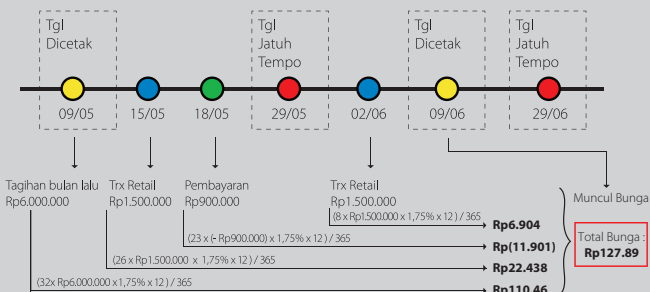 Tgl
Dicetak
Tgl
Jatuh
Tempo
Tgl
Dicetak
Tgl
Jatuh
Tempo
09/05 15/05 18/05 29/05 02/06 09/06 29/06
Tagihan bulan lalu
Rp6.000.000
Trx Retail
Rp1.500.000
Pembayaran
Rp900.000
Trx Retail
Rp1.500.000
Muncul Bunga
(8 x Rp1.500.000 x 1,75% x 12 ) / 365
Rp6.904
(23 x (- Rp900.000) x 1,75% x 12 ) / 365
Rp(11.901)
(26 x Rp1.500.000 x 1,75% x 12 ) / 365
Rp22.438
(32x Rp6.000.000 x 1,75% x 12 ) / 365
Rp110.46
Total Bunga :
Rp127.89